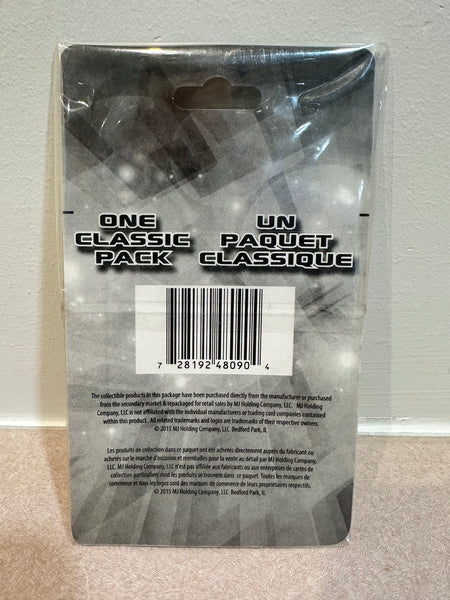 ONE
CLASSIC
PACK
UN
PAQUET
CLASSIQUE
7 28192 48090 4
The collectible products in this package have been purchased directly from the manufacturer or purchased
from the secondary market & repackaged for retail sales by MJ Holding Company, LLC. MJ Holding
Company, LLC is not affiliated with the individual manufacturers or trading card companies contained
within this product. All related trademarks and logos are trademarks of their respective owners.
© 2015 MJ Holding Company, LLC Bedford Park, IL
Les produits de collection dans ce paquet ont été achetés directement auprès du fabricant ou
achetés sur le marché d'occasion et reemballés pour la vente au détail par MJ Holding Company,
LLC. MJ Holding Company, LLC n'est pas affiliée aux fabricants ou aux entreprises de cartes de
collection particuliers dont les produits se trouvent dans ce paquet. Toutes les marques de
commerce et tous les logos sont des marques de commerce de leurs propriétaires respectifs.
© 2015 MJ Holding Company, LLC Bedford Park, IL